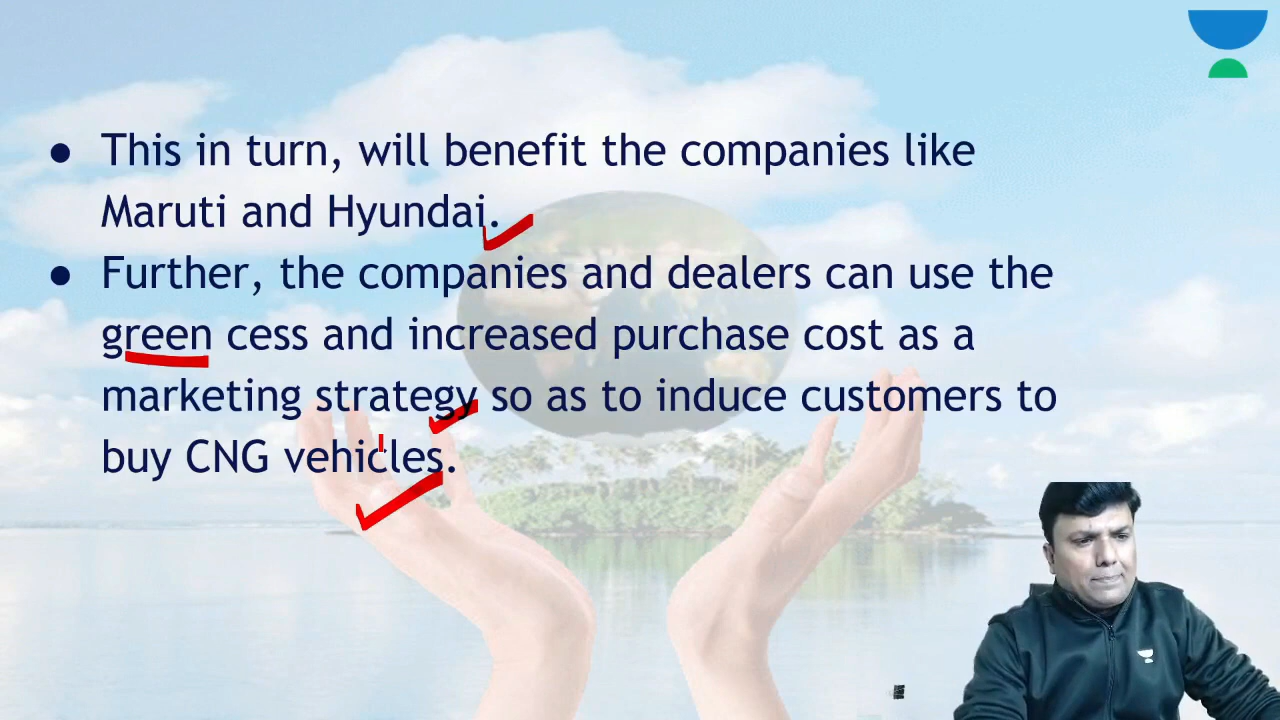 ● This in turn, will benefit the companies like
Maruti and Hyundai.
● Further, the companies and dealers can use the
green cess and increased purchase cost as a
marketing strategy so as to induce customers to
buy CNG vehicles.